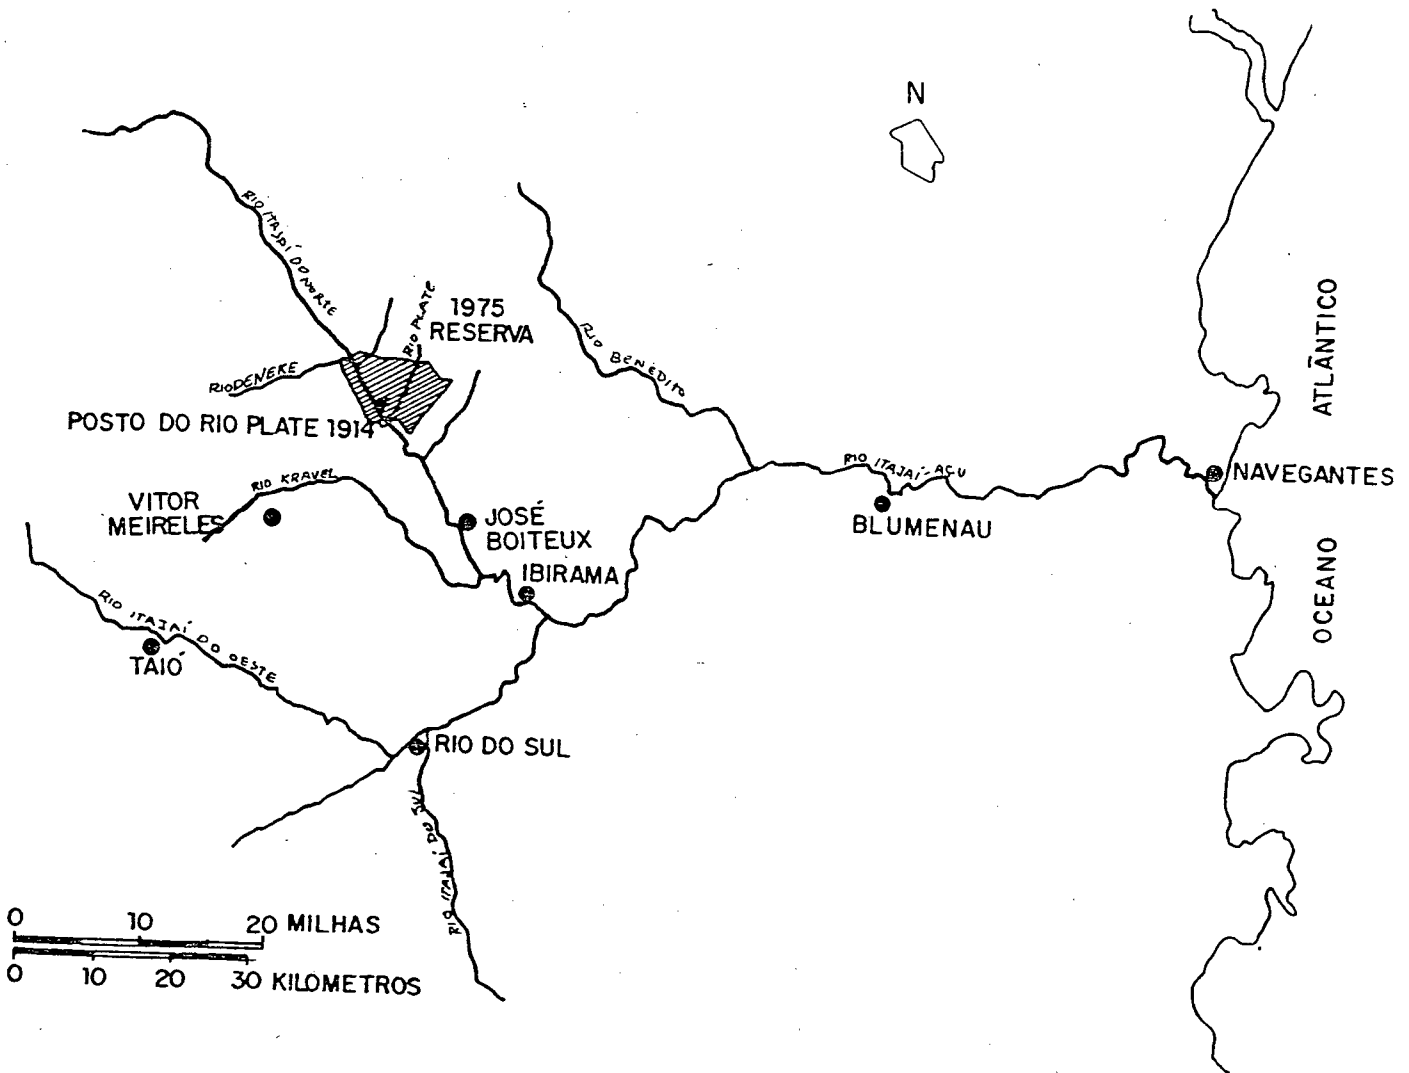 N
RIO ITAJAÍ DO NORTE
RIO PLATE
1975
RESERVA
RIO BENEDITO
RIO DENEKE
ATLÂNTICO
POSTO DO RIO PLATE 1914
RIO ITAJAÍ-AÇU
NAVEGANTES
RIO KRAVEL
VITOR
MEIRELES
JOSÉ
BOITEUX
BLUMENAU
IBIRAMA
OCEANO
RIO ITAJAÍ DO OESTE
TAIÓ
RIO DO SUL
RIO ITAJAÍ DO SUL
0 10 20 MILHAS
0 10 20 30 KILOMETROS